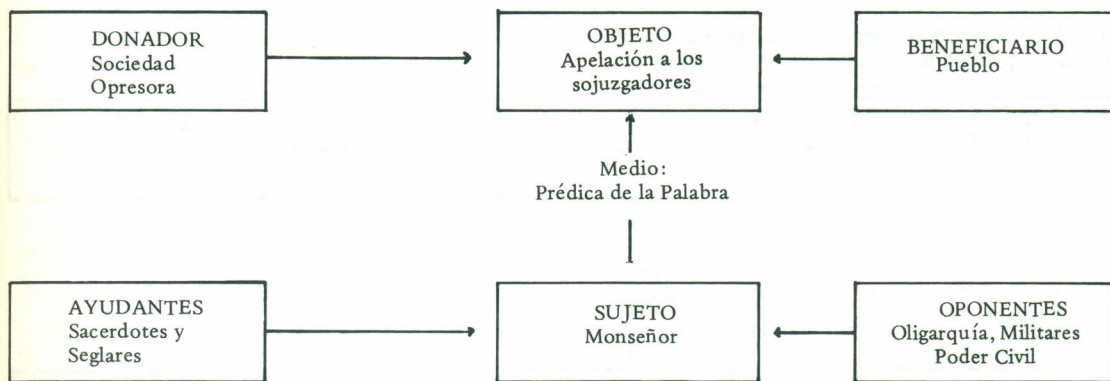 DONADOR
Sociedad
Opresora
OBJETO
Apelación a los
sojuzgadores
BENEFICIARIO
Pueblo
Medio:
Prédica de la Palabra
AYUDANTES
Sacerdotes y
Seglares
SUJETO
Monseñor
OPONENTES
Oligarquía, Militares
Poder Civil